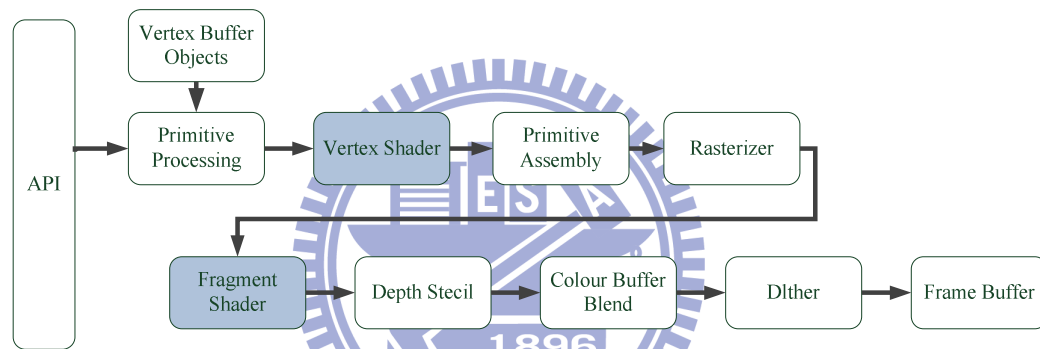 API
Vertex Buffer
Objects
Primitive
Processing
Vertex Shader
Primitive
Assembly
Rasterizer
E S A
Fragment
Shader
Depth Stecil
Colour Buffer
Blend
Dlther
Frame Buffer
1896